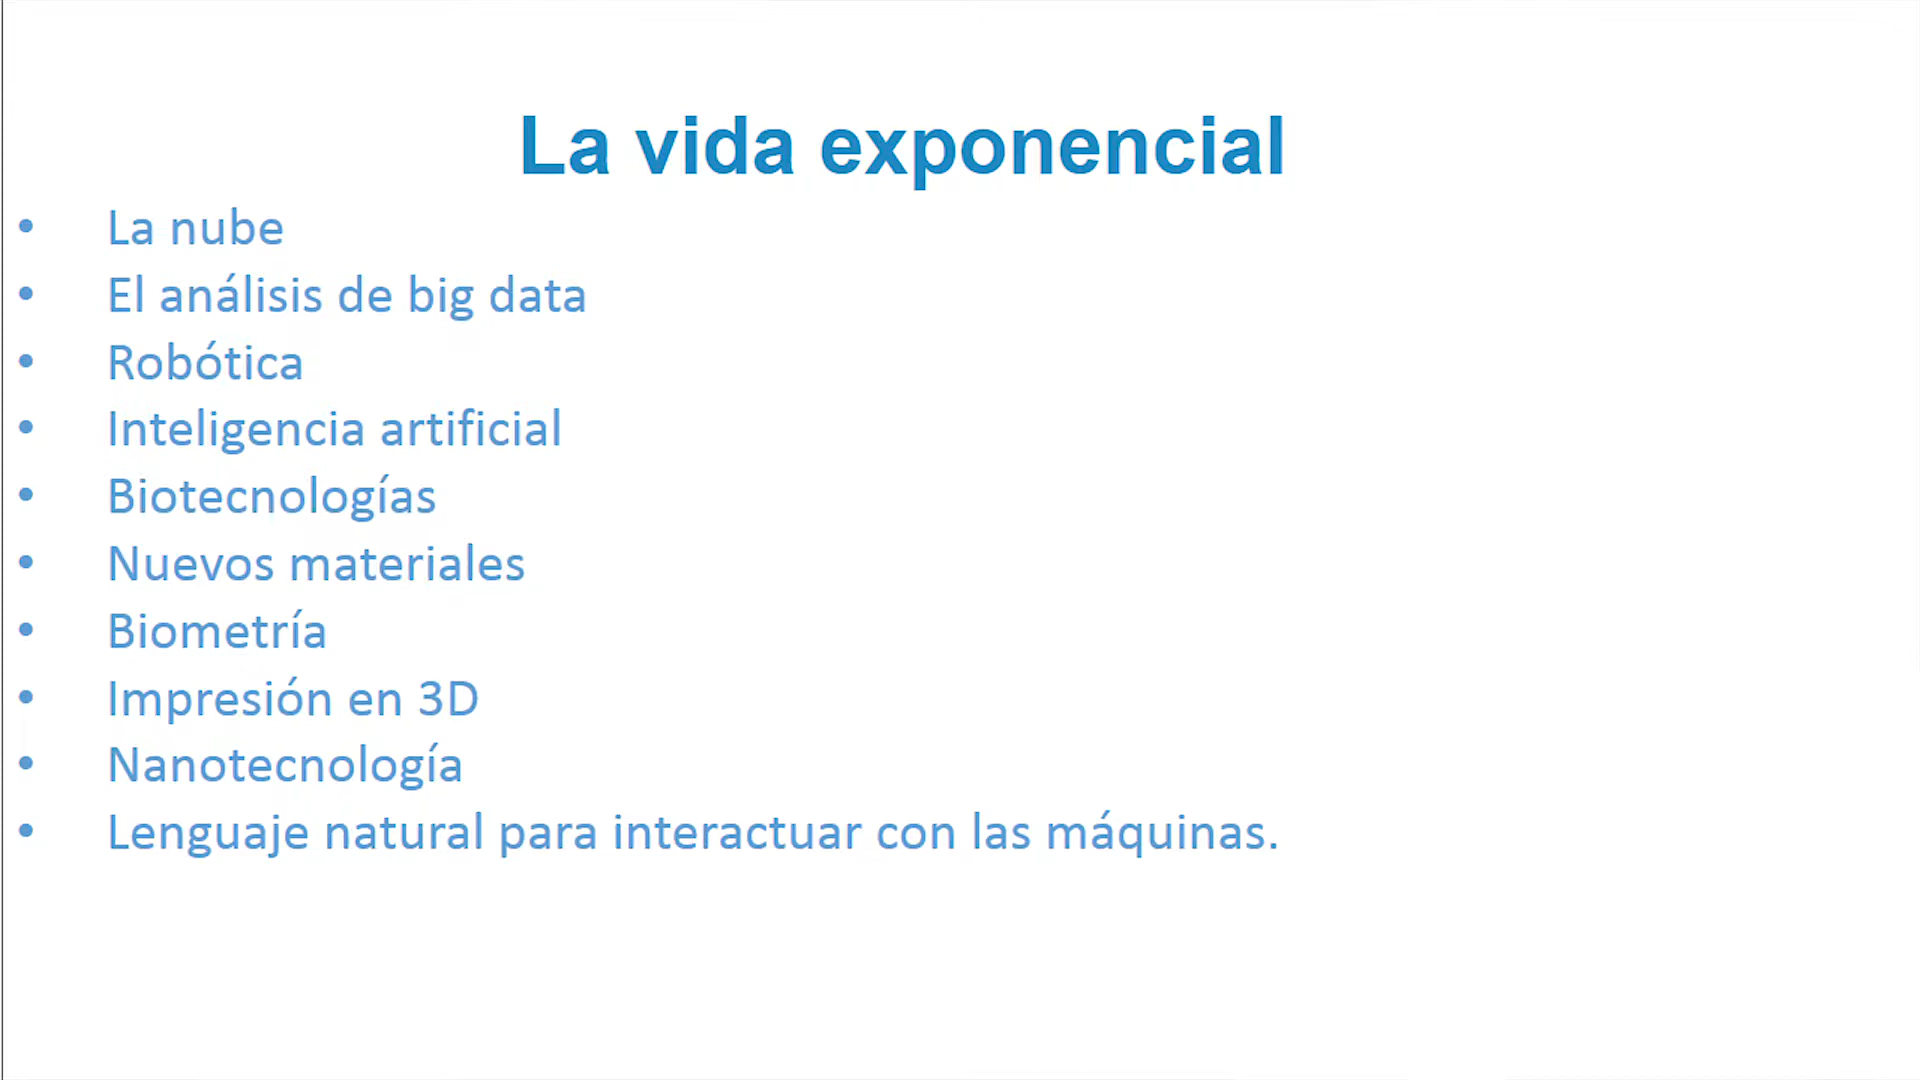 La vida exponencial
• La nube
• El análisis de big data
• Robótica
• Inteligencia artificial
• Biotecnologías
• Nuevos materiales
• Biometría
• Impresión en 3D
• Nanotecnología
• Lenguaje natural para interactuar con las máquinas.